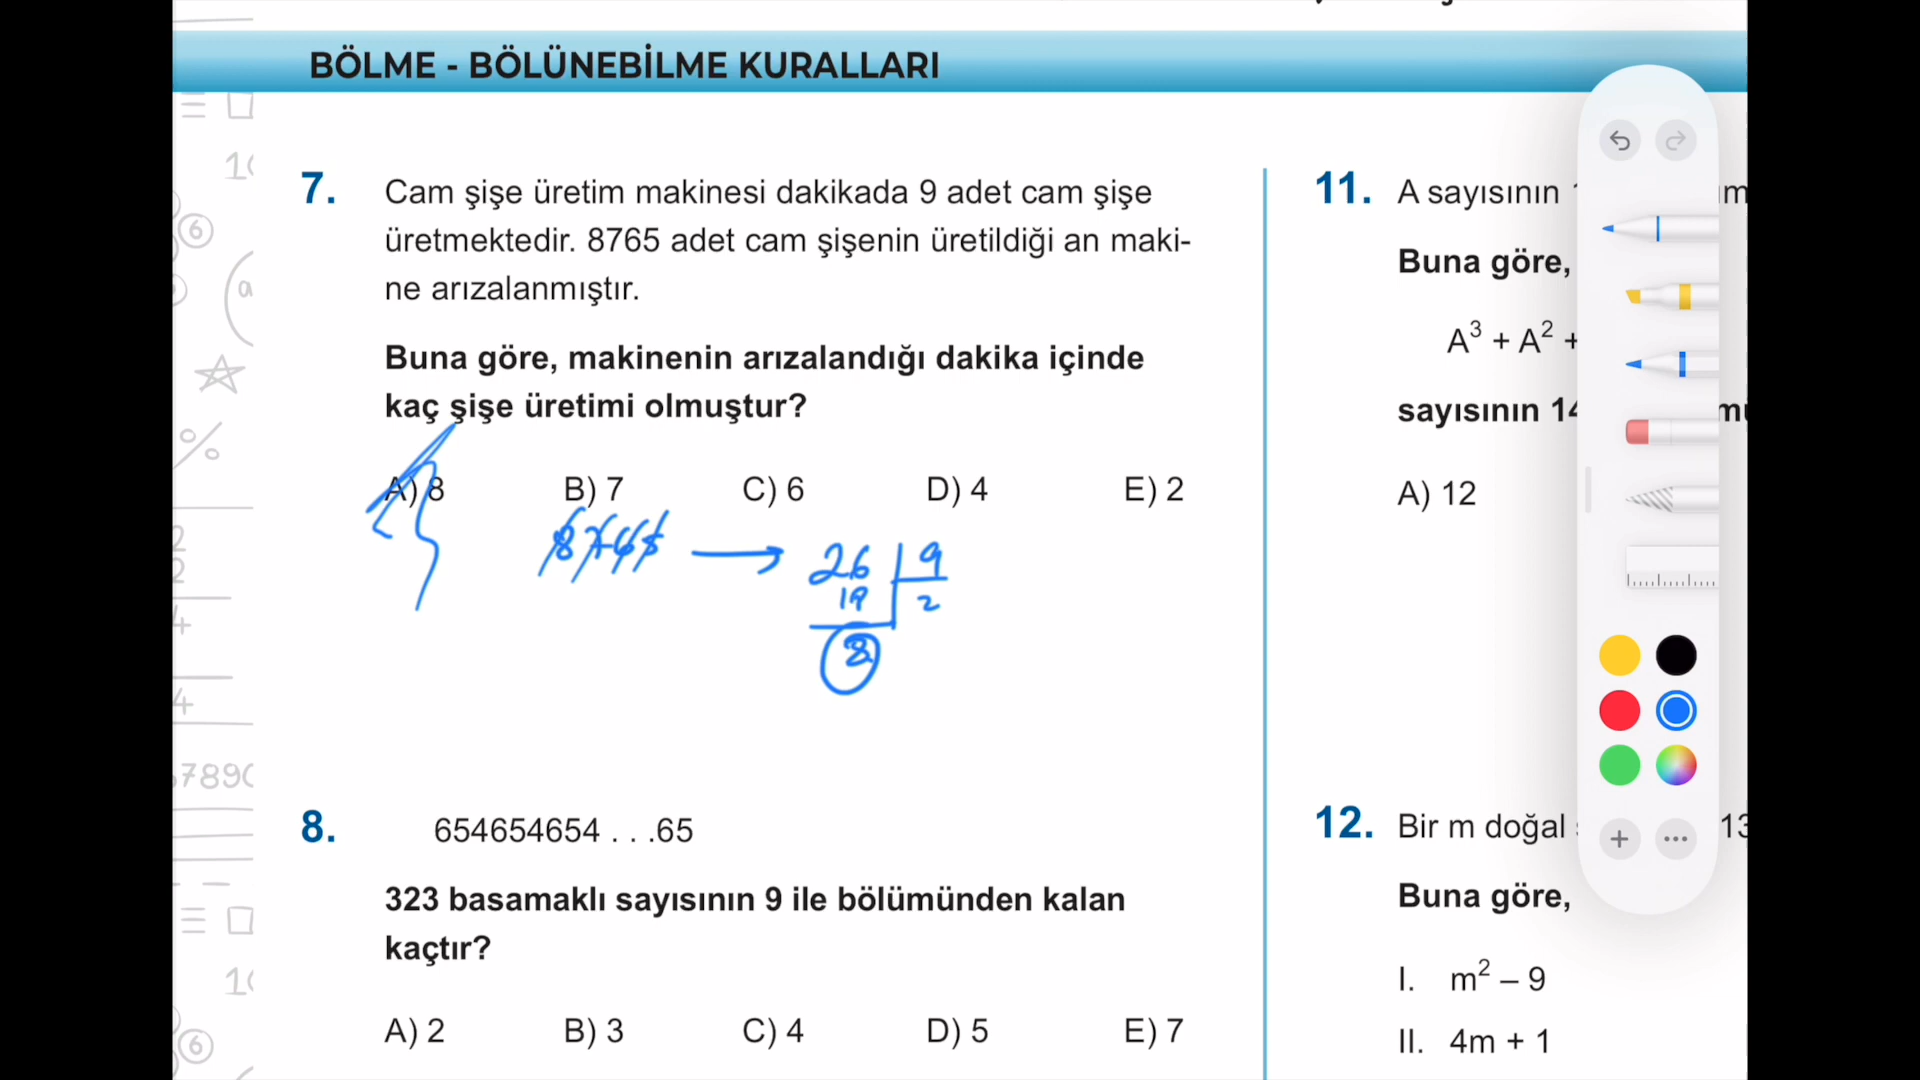 BÖLME - BÖLÜNEBİLME KURALLARI
7. Cam şişe üretim makinesi dakikada 9 adet cam şişe
üretmektedir. 8765 adet cam şişenin üretildiği an maki-
ne arızalanmıştır.
Buna göre, makinenin arızalandığı dakika içinde
kaç şişe üretimi olmuştur?
A) 8 B) 7 C) 6 D) 4 E) 2
8765 → 26 9
18 2
8
8. 654654654 . . .65
323 basamaklı sayısının 9 ile bölümünden kalan
kaçtır?
A) 2 B) 3 C) 4 D) 5 E) 7
11. A sayısının
Buna göre,
A³ + A² +
sayısının 14
A) 12
12. Bir m doğal 13
Buna göre,
I. m² – 9
II. 4m + 1